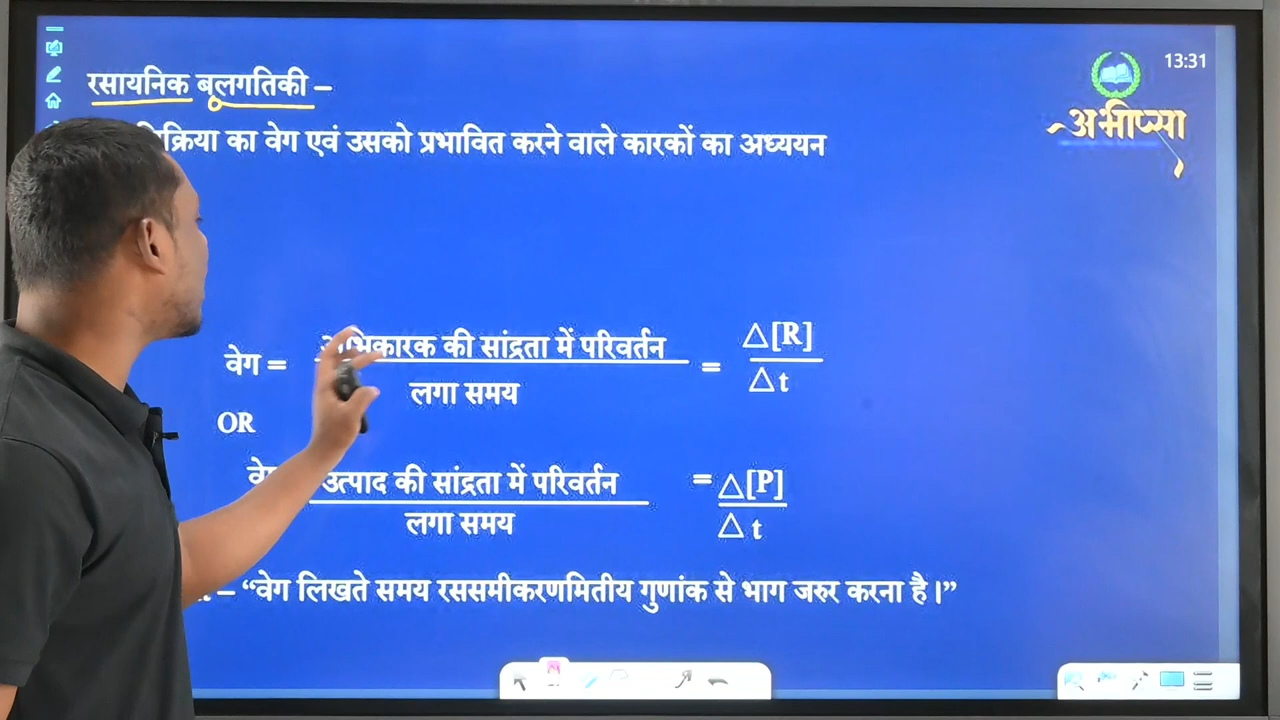 रसायनिक बलगतिकी –
13:31
अभीप्सा
का वेग एवं उसको प्रभावित करने वाले कारकों का अध्ययन
वेग = कारक की सांद्रता में परिवर्तन / लगा समय = △[R] / △t
OR
उत्पाद की सांद्रता में परिवर्तन / लगा समय = △[P] / △t
– “वेग लिखते समय रससमीकरणमितीय गुणांक से भाग जरुर करना है।”